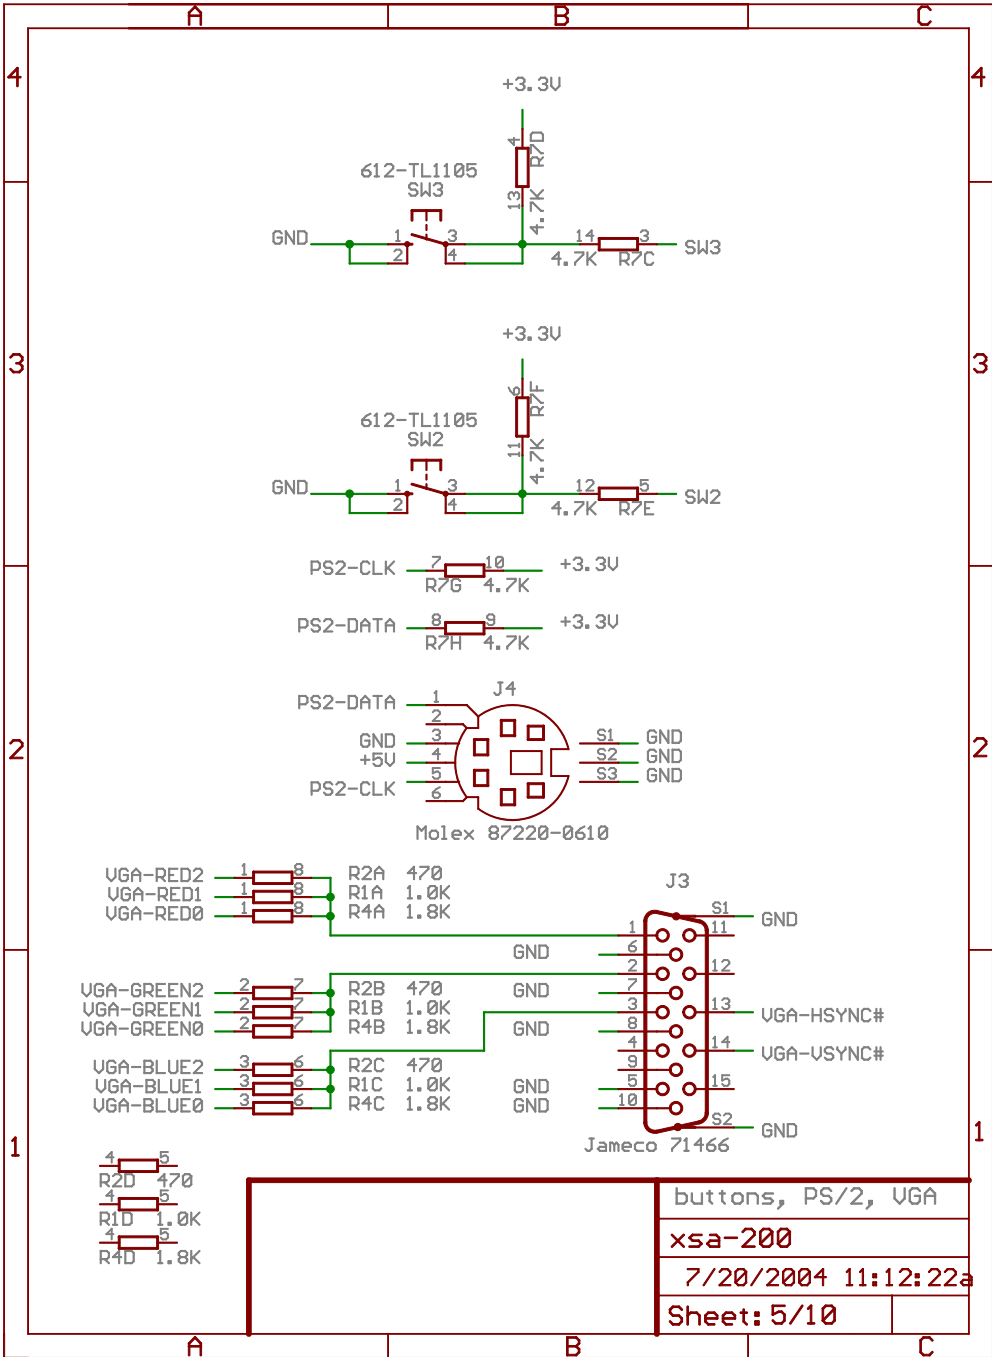 A B C
4 4
+3.3V
4 R7D
612-TL1105
SW3
13 4.7K
GND 1 3 14 3 SW3
2 4 4.7K R7C
+3.3V
3 3
6 R7F
612-TL1105
SW2
11 4.7K
GND 1 3 12 5 SW2
2 4 4.7K R7E
PS2-CLK 7 10 +3.3V
R7G 4.7K
PS2-DATA 8 9 +3.3V
R7H 4.7K
J4
PS2-DATA 1
2
GND 3 S1 GND
+5V 4 S2 GND
PS2-CLK 5 S3 GND
6
2 2
Molex 87220-0610
VGA-RED2 1 8 R2A 470
VGA-RED1 1 8 R1A 1.0K
VGA-RED0 1 8 R4A 1.8K
J3
S1 GND
1 11
GND 6
2 12
VGA-GREEN2 2 7 R2B 470 GND 7
VGA-GREEN1 2 7 R1B 1.0K 3 13 VGA-HSYNC#
VGA-GREEN0 2 7 R4B 1.8K GND 8
4 14 VGA-VSYNC#
VGA-BLUE2 3 6 R2C 470 9
VGA-BLUE1 3 6 R1C 1.0K GND 5 15
VGA-BLUE0 3 6 R4C 1.8K GND 10
S2 GND
Jameco 71466
1 1
4 5
R2D 470
4 5
R1D 1.0K
4 5
R4D 1.8K
buttons, PS/2, VGA
xsa-200
7/20/2004 11:12:22a
Sheet: 5/10
A B C